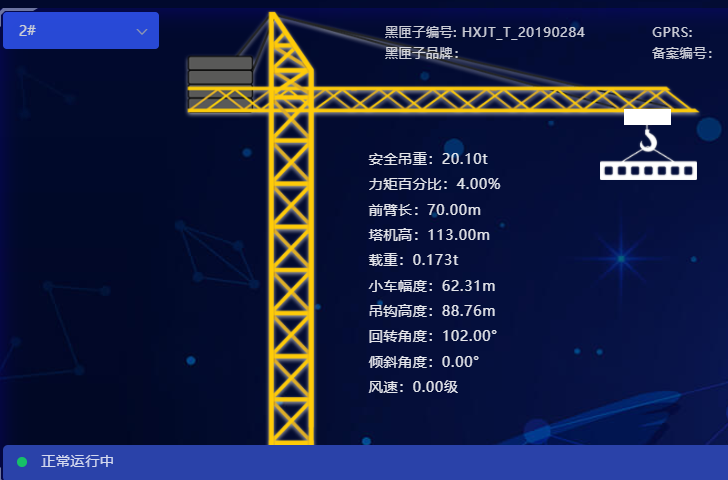 2#
黑匣子编号: HXJT_T_20190284
GPRS:
黑匣子品牌:
备案编号:
安全吊重: 20.10t
力矩百分比: 4.00%
前臂长: 70.00m
塔机高: 113.00m
载重: 0.173t
小车幅度: 62.31m
吊钩高度: 88.76m
回转角度: 102.00°
倾斜角度: 0.00°
风速: 0.00级
正常运行中